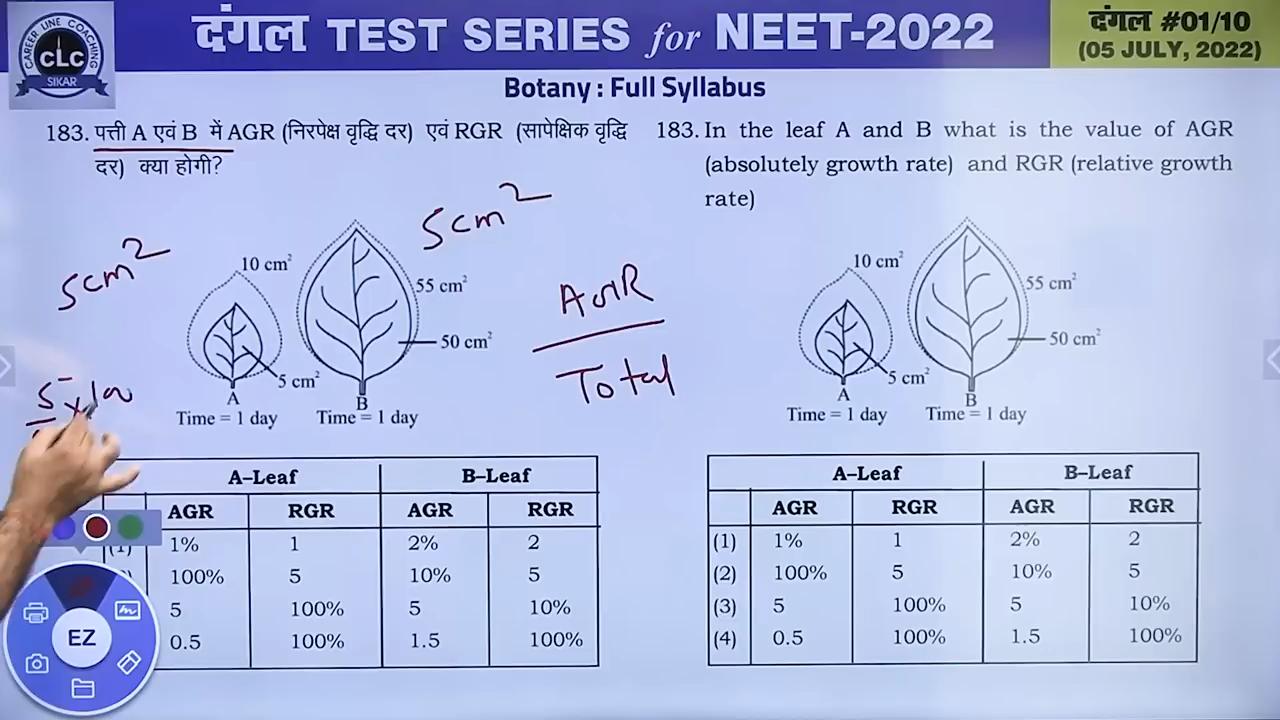 दंगल TEST SERIES for NEET-2022
दंगल #01/10
(05 JULY, 2022)
CAREER LINE COACHING
CLC
SIKAR
Botany : Full Syllabus
183. पत्ती A एवं B में AGR (निरपेक्ष वृद्धि दर) एवं RGR (सापेक्षिक वृद्धि
दर) क्या होगी?
5cm²
5cm²
10 cm²
55 cm²
50 cm²
5 cm²
A
B
Time = 1 day
Time = 1 day
AGR
Total
5 × 100
A–Leaf B–Leaf
AGR RGR AGR RGR
(1) 1% 1 2% 2
100% 5 10% 5
5 100% 5 10%
0.5 100% 1.5 100%
EZ
183. In the leaf A and B what is the value of AGR
(absolutely growth rate) and RGR (relative growth
rate)
10 cm²
55 cm²
50 cm²
5 cm²
A
B
Time = 1 day
Time = 1 day
A–Leaf B–Leaf
AGR RGR AGR RGR
(1) 1% 1 2% 2
(2) 100% 5 10% 5
(3) 5 100% 5 10%
(4) 0.5 100% 1.5 100%